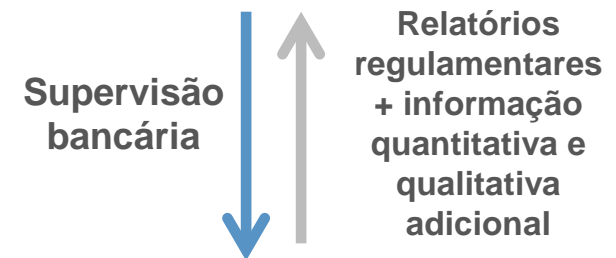 Supervisão
bancária
Relatórios
regulamentares
+ informação
quantitativa e
qualitativa
adicional